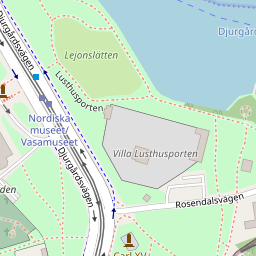 Djurgårdsvägen
Lejonslätten
Djurgår
Lusthusporten
Nordiska
museet/
Vasamuseet
Djurgårdsvägen
Villa Lusthusporten
den
Rosendalsvägen
Carl XV